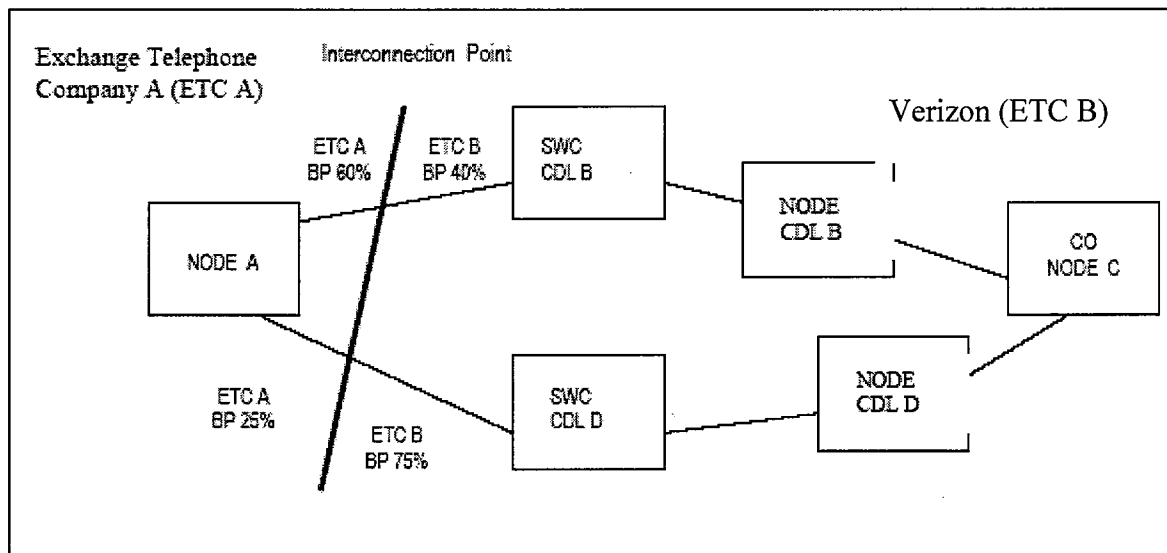 Exchange Telephone
Company A (ETC A)
Interconnection Point
Verizon (ETC B)
ETC A
BP 60%
ETC B
BP 40%
SWC
CDL B
NODE
CDL B
NODE A
CO
NODE C
ETC A
BP 25%
ETC B
BP 75%
SWC
CDL D
NODE
CDL D